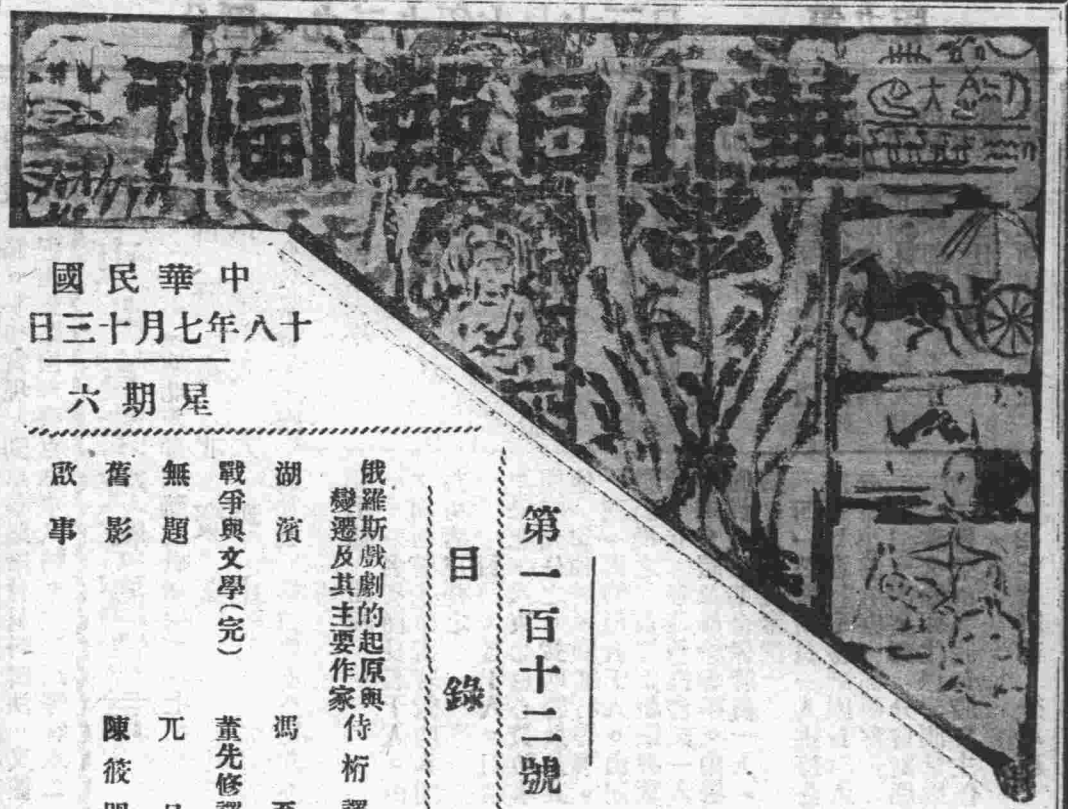 華北日報副刊
中華民國
十八年七月十三日
星期六
第一百十二號
目錄
俄羅斯戲劇的起原與
變遷及其主要作家 侍桁譯
湖濱 馮至
戰爭與文學(完) 董先修譯
無題 兀
舊影 陳筱
啟事